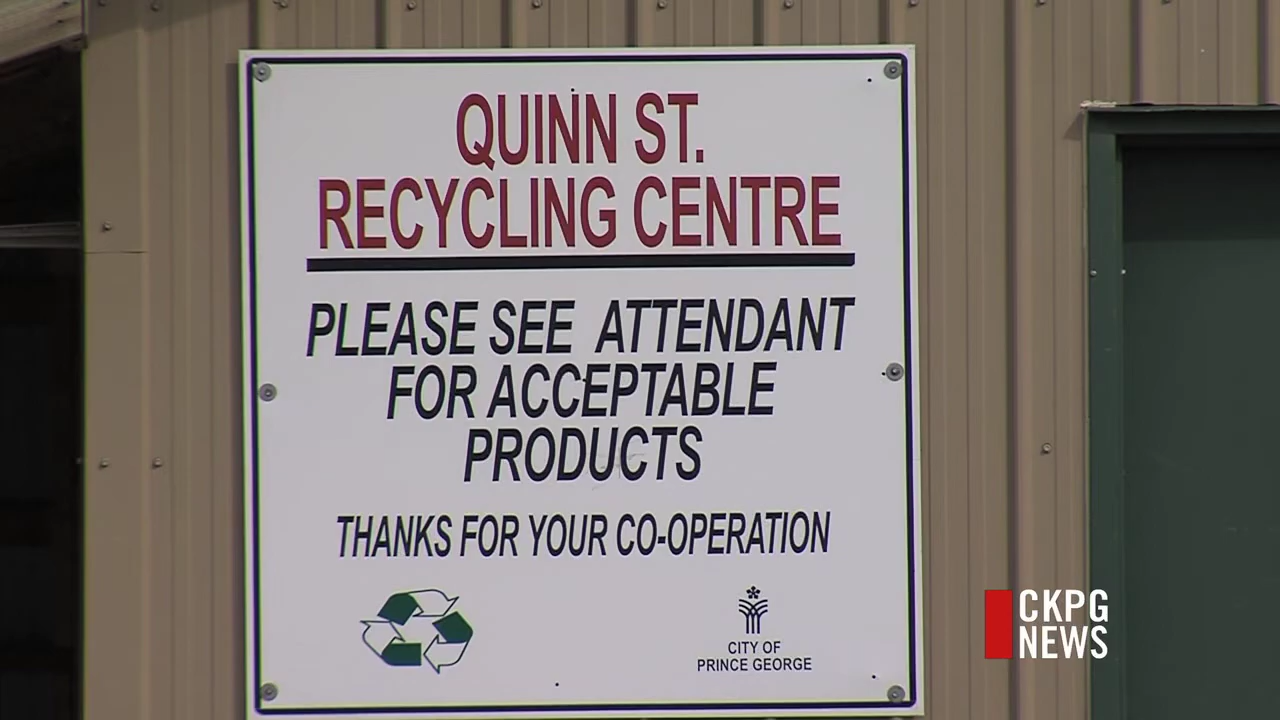 QUINN ST.
RECYCLING CENTRE
PLEASE SEE ATTENDANT
FOR ACCEPTABLE
PRODUCTS
THANKS FOR YOUR CO-OPERATION
CITY OF
PRINCE GEORGE
CKPG
NEWS